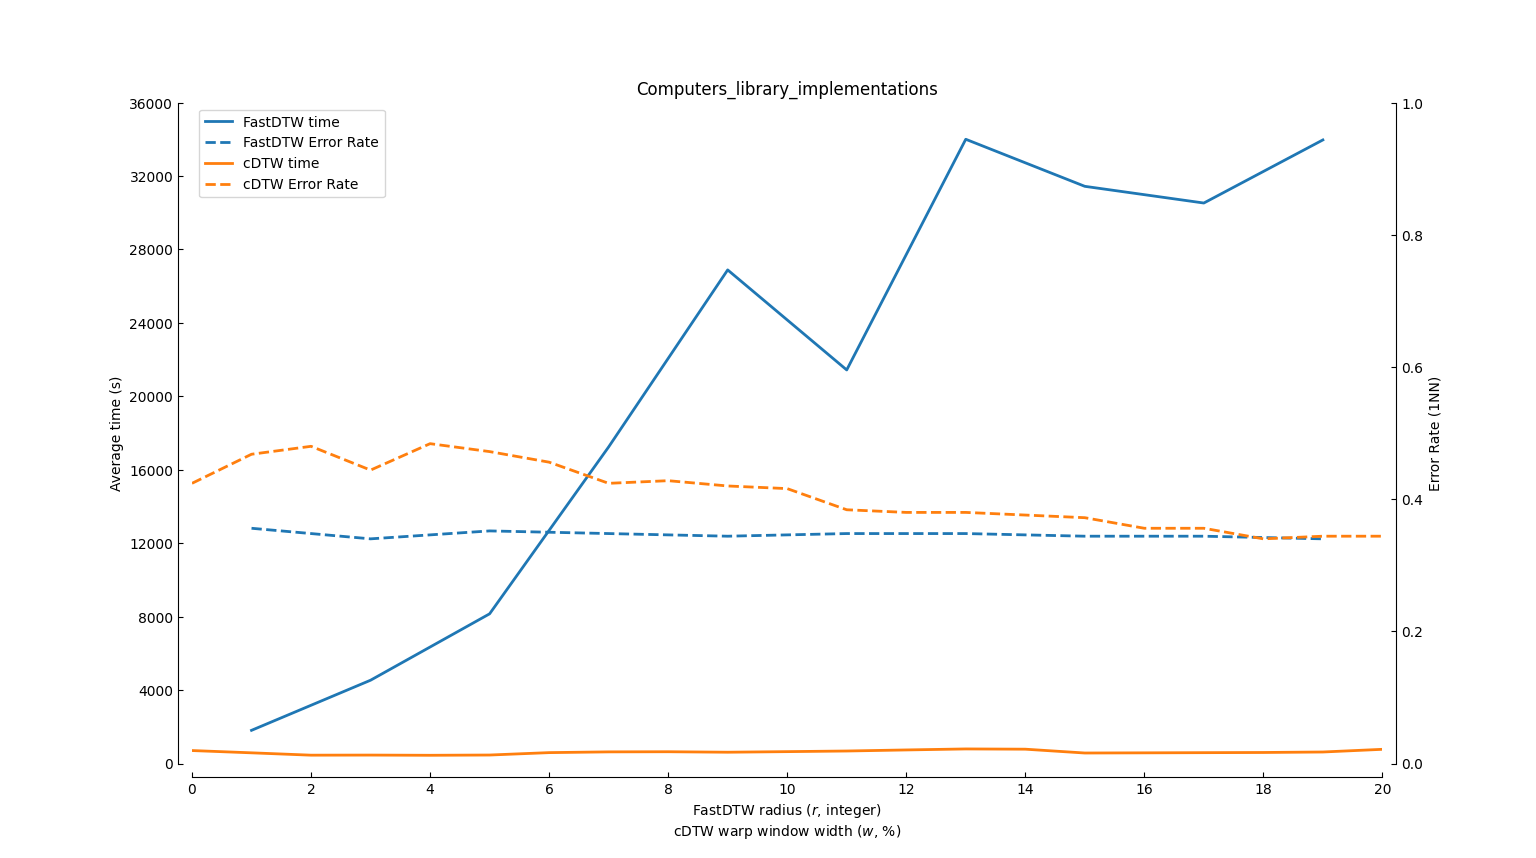 Computers_library_implementations
FastDTW time
FastDTW Error Rate
cDTW time
cDTW Error Rate
36000
32000
28000
24000
20000
16000
12000
8000
4000
0
Average time (s)
1.0
0.8
0.6
0.4
0.2
0.0
Error Rate (1NN)
0 2 4 6 8 10 12 14 16 18 20
FastDTW radius (r, integer)
cDTW warp window width (w, %)